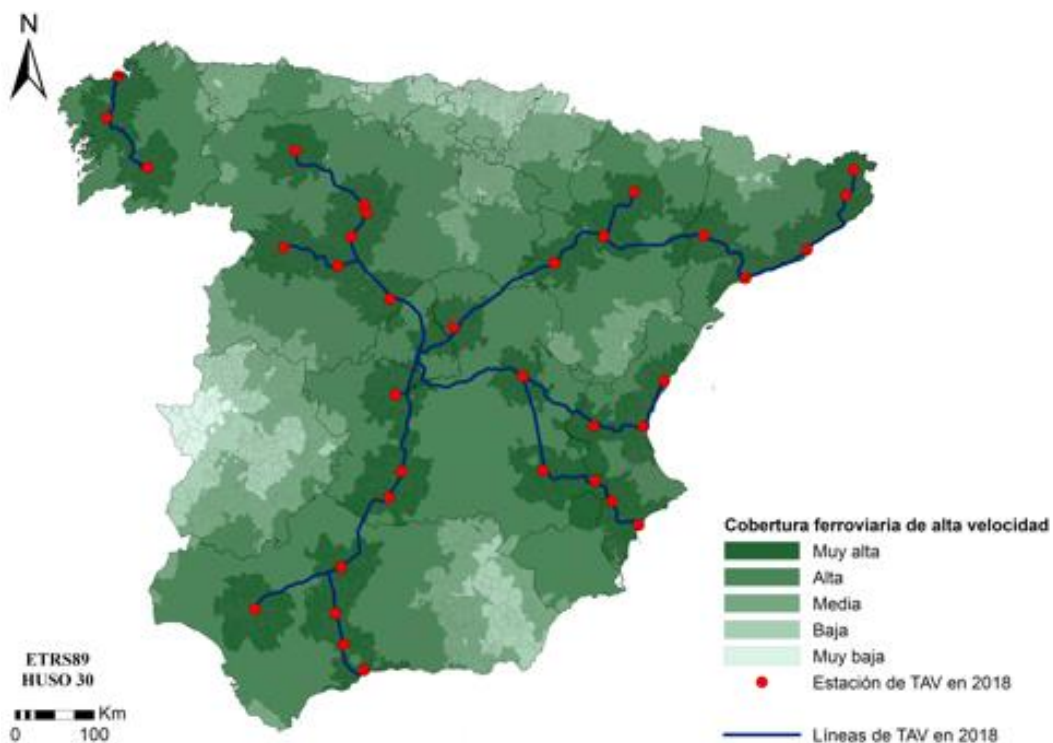 N
Cobertura ferroviaria de alta velocidad
Muy alta
Alta
Media
Baja
Muy baja
Estación de TAV en 2018
Líneas de TAV en 2018
ETRS89
HUSO 30
Km
0 100